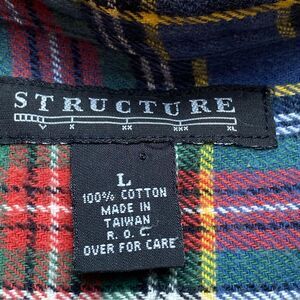 STRUCTURE
V X XX XXX XL
L
100% COTTON
MADE IN
TAIWAN
R. O. C.
OVER FOR CARE